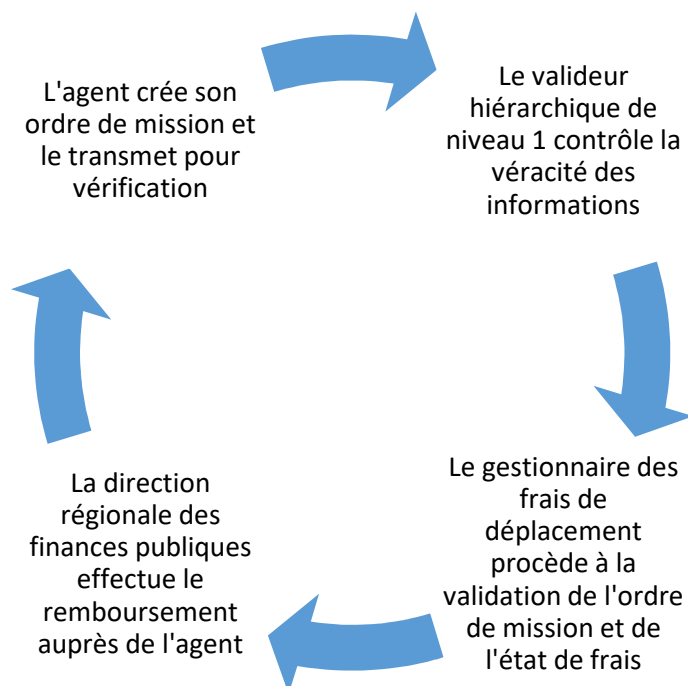 L'agent crée son
ordre de mission et
le transmet pour
vérification
Le valideur
hiérarchique de
niveau 1 contrôle la
véracité des
informations
Le gestionnaire des
frais de
déplacement
procède à la
validation de l'ordre
de mission et de
l'état de frais
La direction
régionale des
finances publiques
effectue le
remboursement
auprès de l'agent